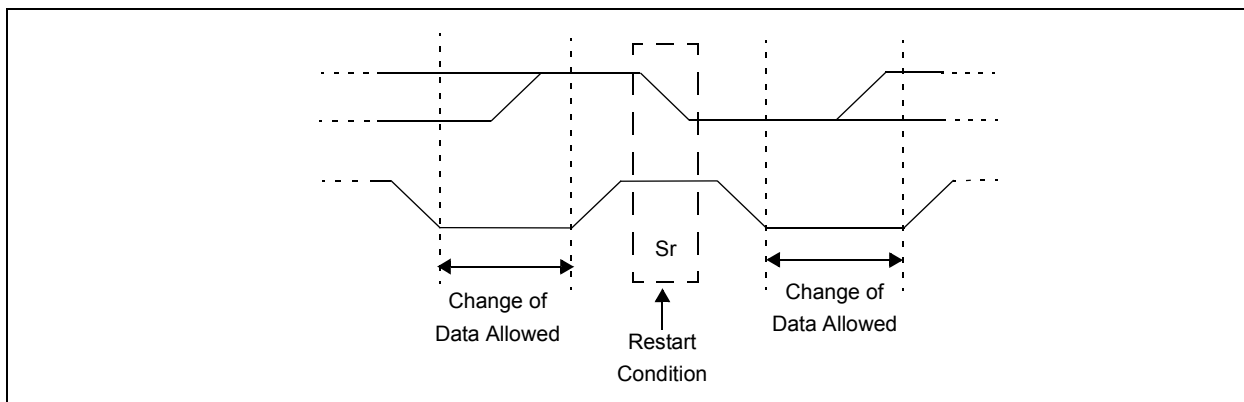 Sr
Change of
Data Allowed
Restart
Condition
Change of
Data Allowed